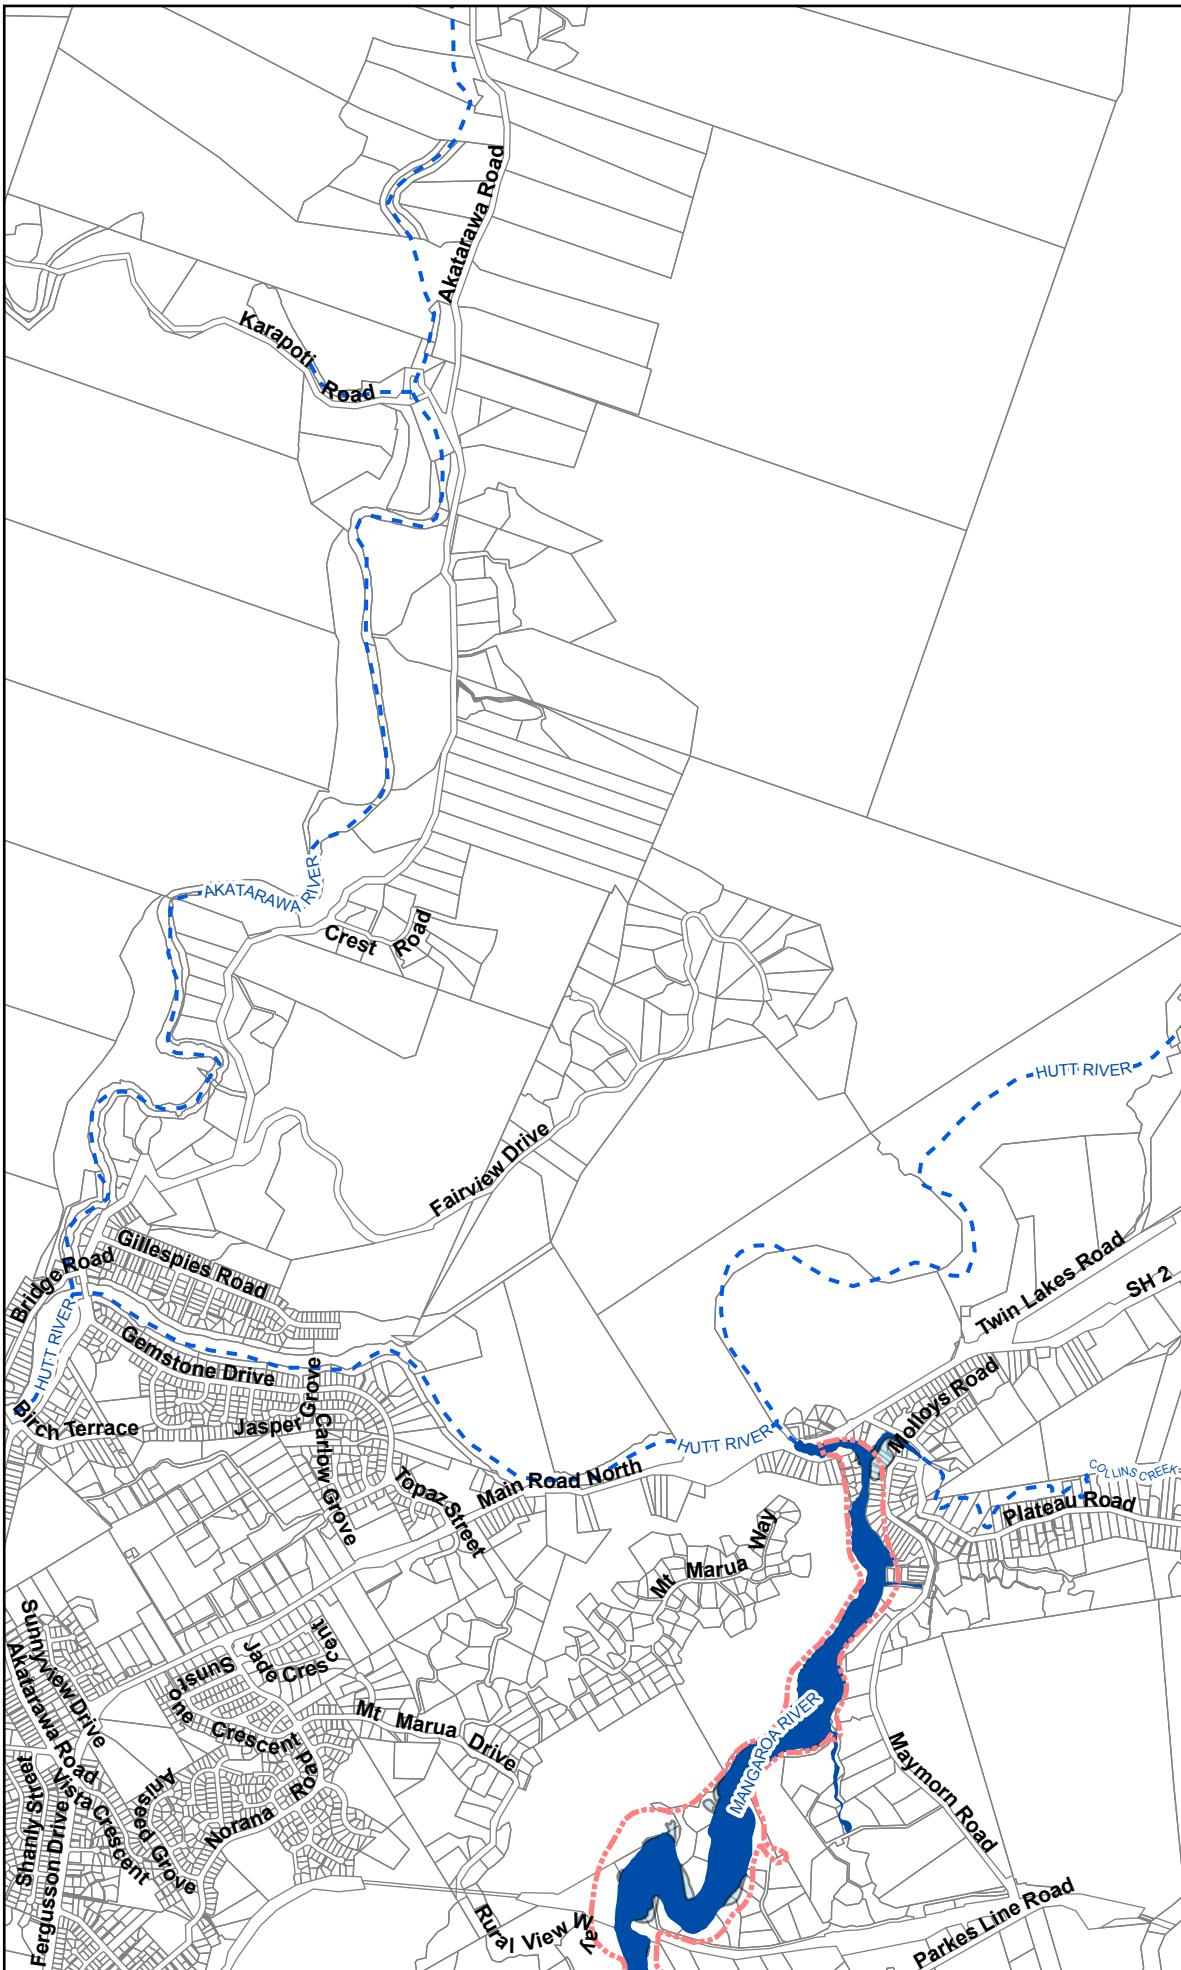 Akatarawa Road
Karapoti Road
AKATARAWA RIVER
Crest Road
HUTT RIVER
Fairview Drive
Gillespies Road
Bridge Road
Twin Lakes Road
SH 2
HUTT RIVER
Gemstone Drive
Birch Terrace
Jasper Grove
Carlow Grove
Molloys Road
HUTT RIVER
COLLINS CREEK
Main Road North
Topaz Street
Plateau Road
Mt Marua Way
Sunnyview Drive
Akatarawa Road
Jade Crescent
Sunstone Crescent
Mt Marua Drive
MANGAROA RIVER
Maymorn Road
Shanly Street
Vista Crescent
Aniseed Grove
Norana Road
Fergusson Drive
Rural View Way
Parkes Line Road